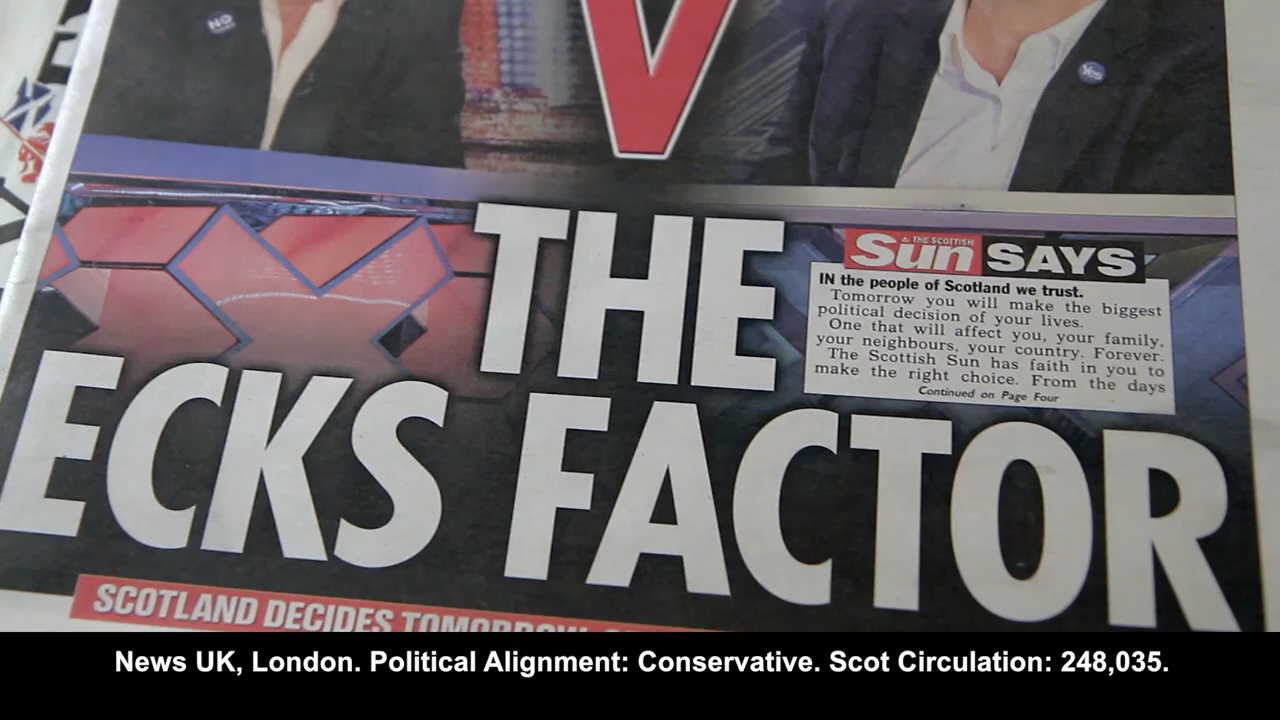 NO
V
Yes
THE
THE SCOTTISH
Sun SAYS
IN the people of Scotland we trust.
Tomorrow you will make the biggest
political decision of your lives.
One that will affect you, your family,
your neighbours, your country. Forever.
The Scottish Sun has faith in you to
make the right choice. From the days
Continued on Page Four
ECKS FACTOR
SCOTLAND DECIDES TOMORROW
News UK, London. Political Alignment: Conservative. Scot Circulation: 248,035.